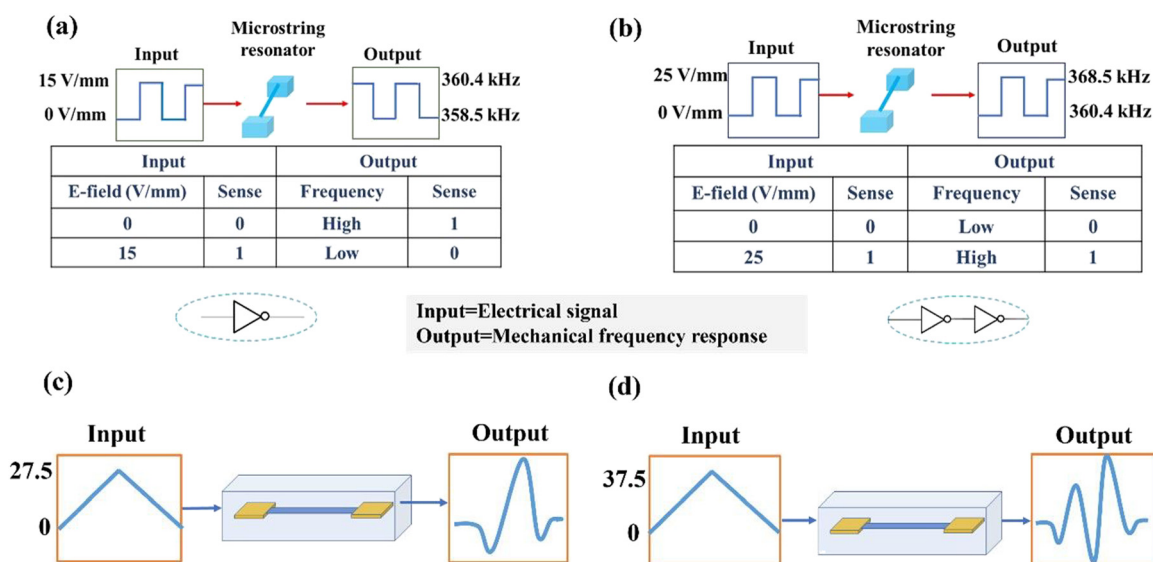 (a)
Microstring
resonator
Input
Output
15 V/mm
0 V/mm
360.4 kHz
358.5 kHz
Input Output
E-field (V/mm) Sense Frequency Sense
0 0 High 1
15 1 Low 0
(b)
Microstring
resonator
Input
Output
25 V/mm
0 V/mm
368.5 kHz
360.4 kHz
Input Output
E-field (V/mm) Sense Frequency Sense
0 0 Low 0
25 1 High 1
Input=Electrical signal
Output=Mechanical frequency response
(c)
Input
Output
27.5
0
(d)
Input
Output
37.5
0